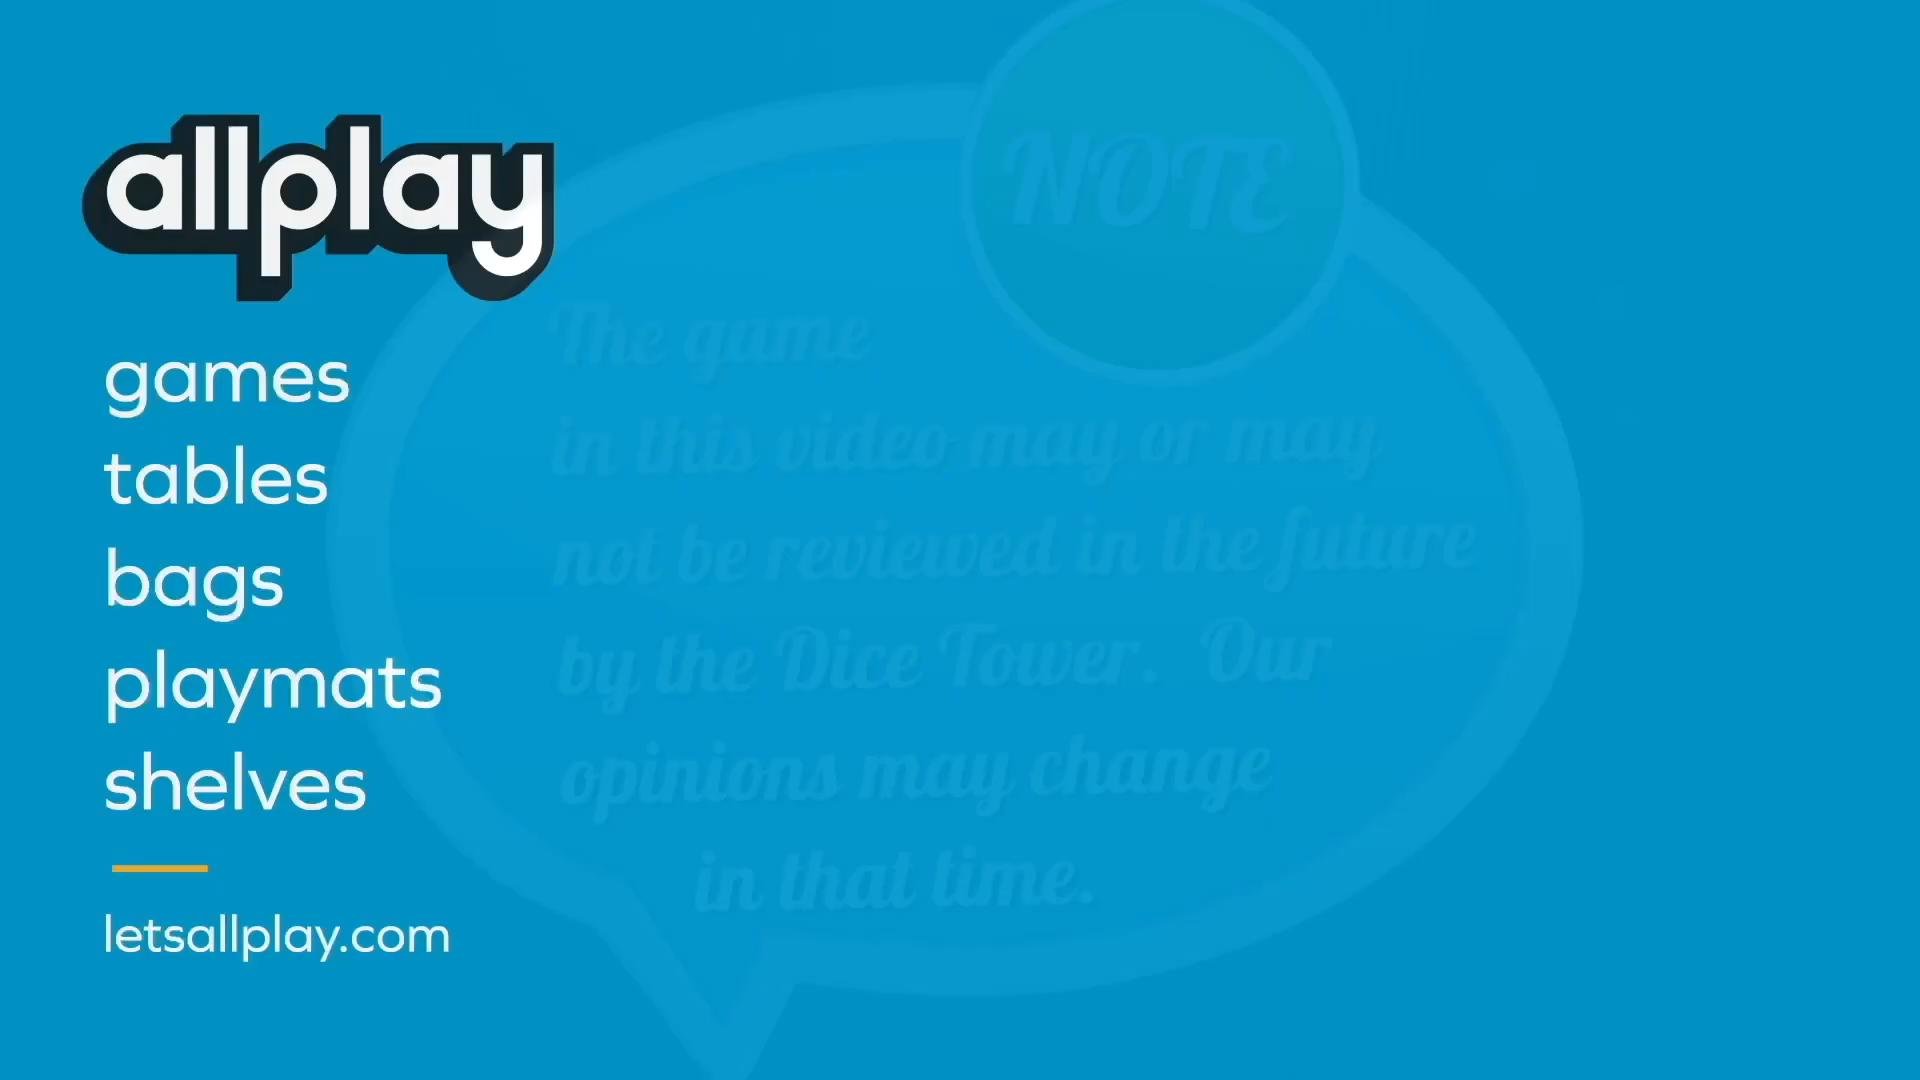 allplay
games
tables
bags
playmats
shelves
letsallplay.com
NOTE
The game
in this video may or may
not be reviewed in the future
by the Dice Tower. Our
opinions may change
in that time.